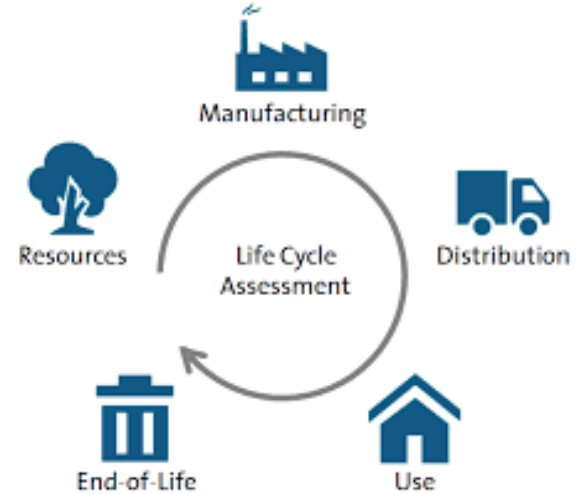 Manufacturing
Resources
Life Cycle
Assessment
Distribution
End-of-Life
Use